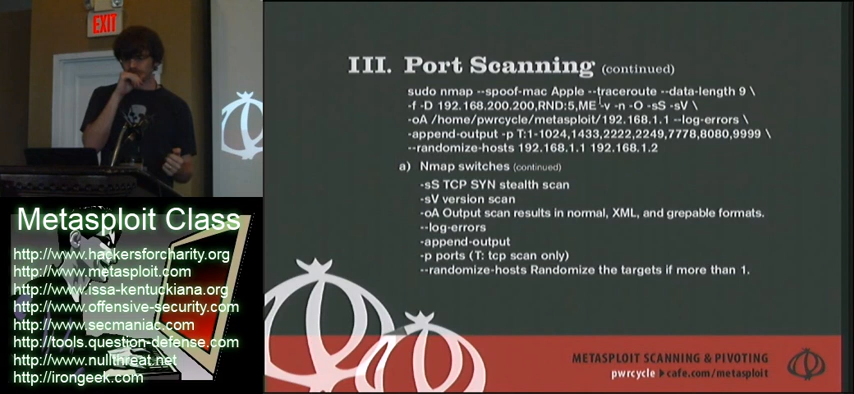 EXIT
III. Port Scanning (continued)
sudo nmap --spoof-mac Apple --traceroute --data-length 9 \
-f -D 192.168.200.200,RND:5,ME -v -n -O -sS -sV \
-oA /home/pwrcycle/metasploit/192.168.1.1 --log-errors \
-append-output -p T:1-1024,1433,2222,2249,7778,8080,9999 \
--randomize-hosts 192.168.1.1 192.168.1.2
a) Nmap switches (continued)
-sS TCP SYN stealth scan
-sV version scan
-oA Output scan results in normal, XML, and grepable formats.
--log-errors
-append-output
-p ports (T: tcp scan only)
--randomize-hosts Randomize the targets if more than 1.
METASPLOIT SCANNING & PIVOTING
pwrcycle ▶ cafe.com/metasploit
Metasploit Class
http://www.hackersforcharity.org
http://www.metasploit.com
http://www.issa-kentuckiana.org
http://www.offensive-security.com
http://www.secmaniac.com
http://tools.question-defense.com
http://www.nullthreat.net
http://irongeek.com